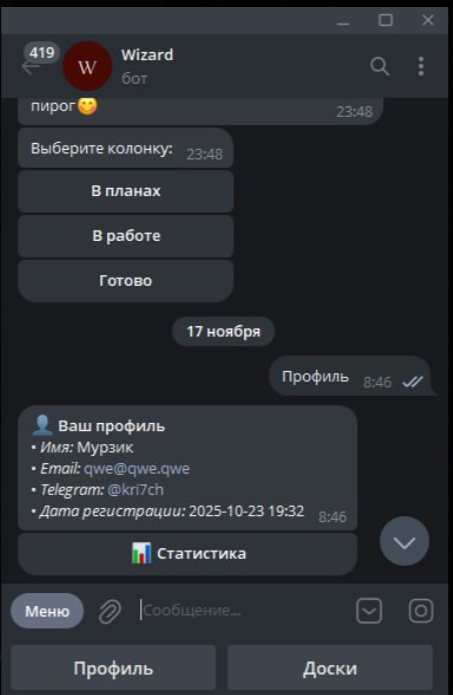 419
W
Wizard
бот
пирог😋
23:48
Выберите колонку: 23:48
В планах
В работе
Готово
17 ноября
Профиль 8:46
👤 Ваш профиль
• Имя: Мурзик
• Email: qwe@qwe.qwe
• Telegram: @kri7ch
• Дата регистрации: 2025-10-23 19:32 8:46
📊 Статистика
Меню
Сообщение...
Профиль
Доски